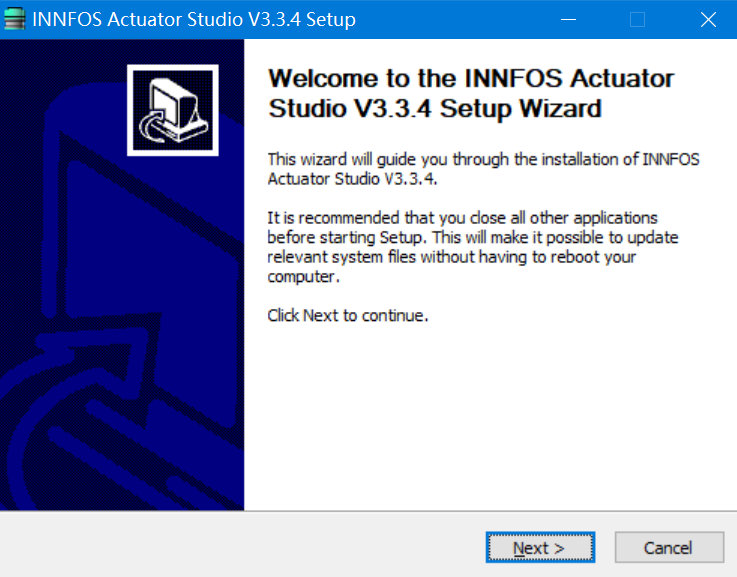 INNFOS Actuator Studio V3.3.4 Setup
Welcome to the INNFOS Actuator
Studio V3.3.4 Setup Wizard
This wizard will guide you through the installation of INNFOS
Actuator Studio V3.3.4.
It is recommended that you close all other applications
before starting Setup. This will make it possible to update
relevant system files without having to reboot your
computer.
Click Next to continue.
Next >
Cancel